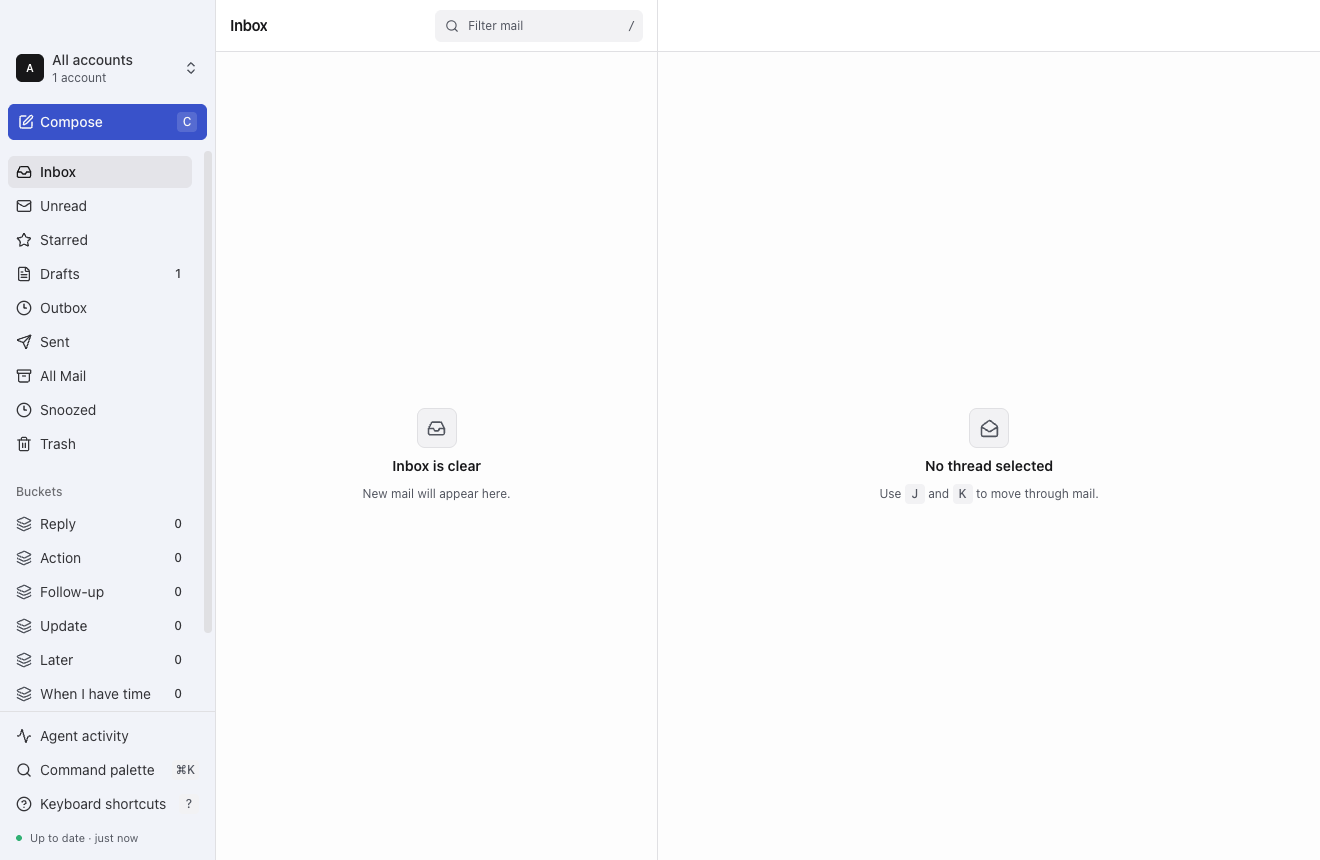 A
All accounts
1 account
Compose C
Inbox
Unread
Starred
Drafts 1
Outbox
Sent
All Mail
Snoozed
Trash
Buckets
Reply 0
Action 0
Follow-up 0
Update 0
Later 0
When I have time 0
Agent activity
Command palette ⌘K
Keyboard shortcuts ?
Up to date · just now
Inbox
Filter mail /
Inbox is clear
New mail will appear here.
No thread selected
Use J and K to move through mail.